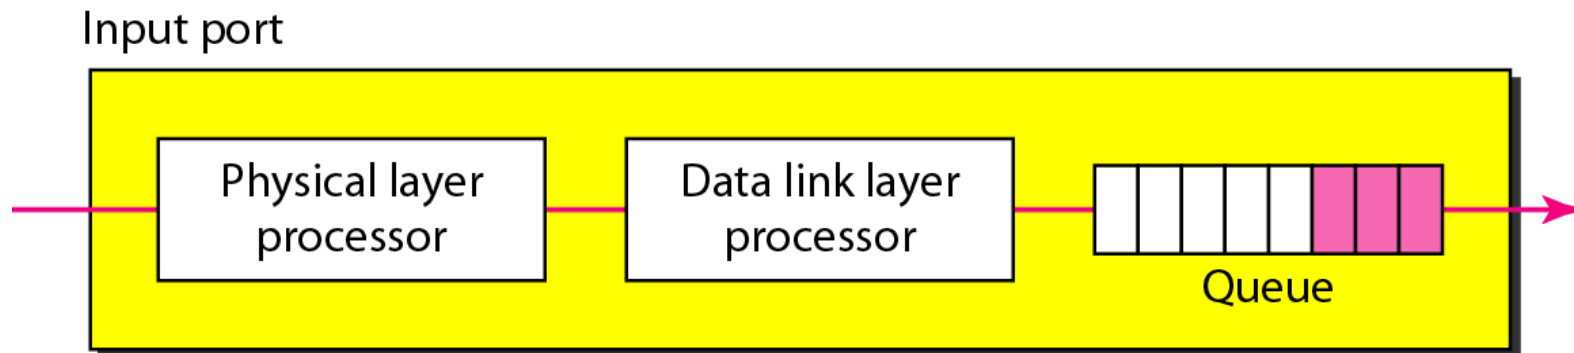 Input port
Physical layer
processor
Data link layer
processor
Queue